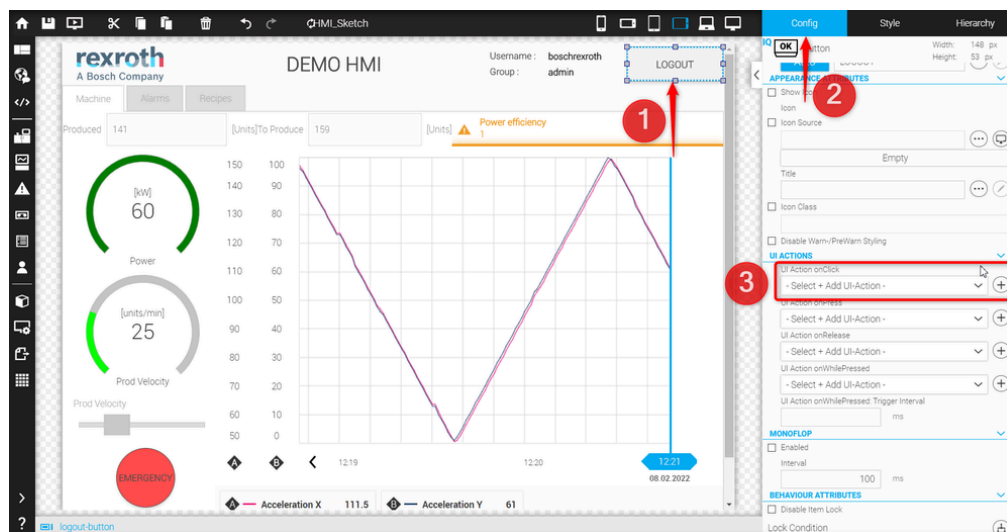 HMI_Sketch
Config
Style
Hierarchy
rexroth
A Bosch Company
DEMO HMI
Username : boschrexroth
Group : admin
LOGOUT
IQ
OK
Width: 148 px
Height: 53 px
Machine
Alarms
Recipes
Produced 141
[Units]To Produce 159
[Units]
Power efficiency
1
1
2
3
APPEARANCE ATTRIBUTES
Icon
Icon Source
Empty
Title
Icon Class
Disable Warn-/PreWarn Styling
UI ACTIONS
UI Action onClick
- Select + Add UI-Action -
UI Action onPress
- Select + Add UI-Action -
UI Action onRelease
- Select + Add UI-Action -
UI Action onWhilePressed
- Select + Add UI-Action -
UI Action onWhilePressed: Trigger Interval
ms
MONOFLOP
Enabled
Interval
100 ms
BEHAVIOUR ATTRIBUTES
Disable Item Lock
Lock Condition
[kW]
60
Power
[units/min]
25
Prod Velocity
Prod Velocity
EMERGENCY
150 100
140 90
130 80
120 70
110 60
100 50
90 40
80 30
70 20
60 10
50 0
A
B
12:19
12:20
12:21
08.02.2022
A Acceleration X 111.5
B Acceleration Y 61
logout-button